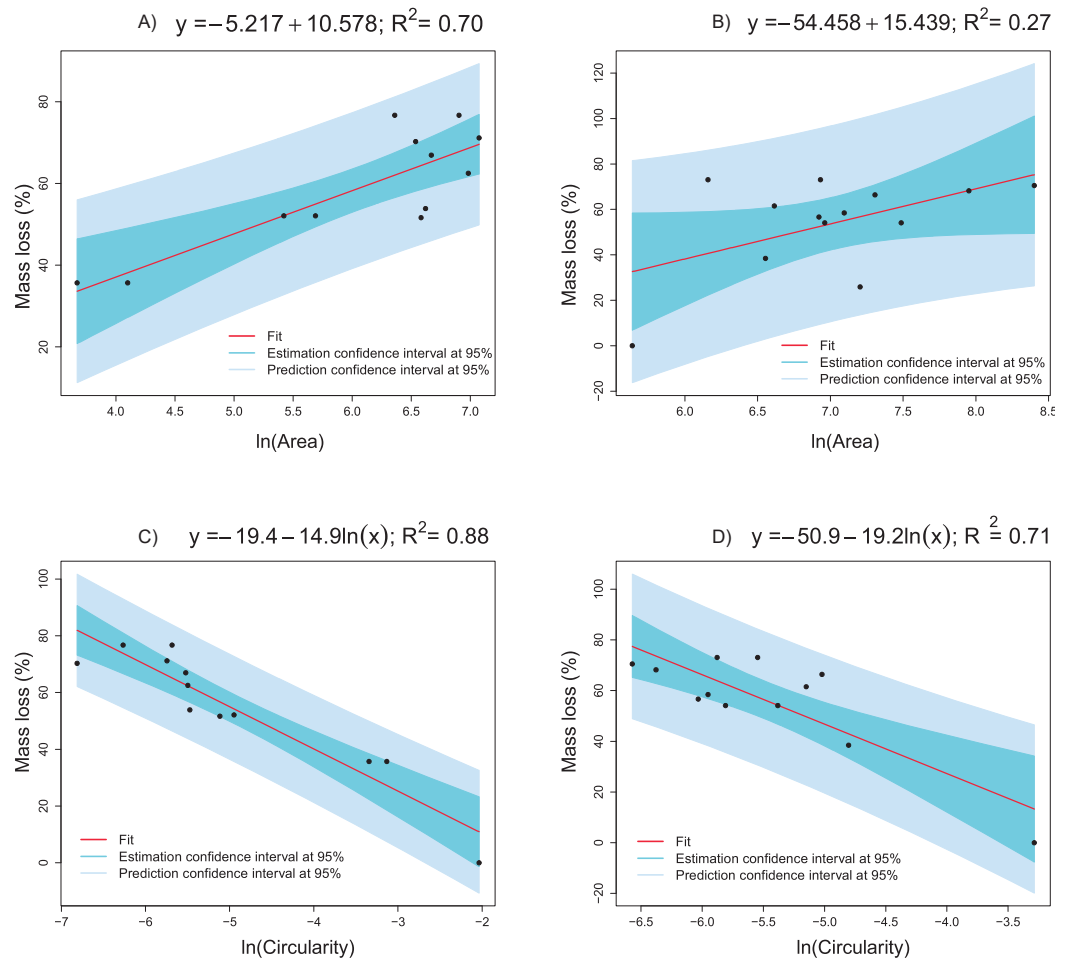 A) y =−5.217 + 10.578; R²= 0.70
Mass loss (%)
80
60
40
20
Fit
Estimation confidence interval at 95%
Prediction confidence interval at 95%
4.0 4.5 5.0 5.5 6.0 6.5 7.0
ln(Area)
B) y =−54.458 + 15.439; R²= 0.27
Mass loss (%)
120
100
80
60
40
20
0
−20
Fit
Estimation confidence interval at 95%
Prediction confidence interval at 95%
6.0 6.5 7.0 7.5 8.0 8.5
ln(Area)
C) y =− 19.4 − 14.9ln(x); R²= 0.88
Mass loss (%)
100
80
60
40
20
0
Fit
Estimation confidence interval at 95%
Prediction confidence interval at 95%
−7 −6 −5 −4 −3 −2
ln(Circularity)
D) y =−50.9 − 19.2ln(x); R ²= 0.71
Mass loss (%)
100
80
60
40
20
0
−20
Fit
Estimation confidence interval at 95%
Prediction confidence interval at 95%
−6.5 −6.0 −5.5 −5.0 −4.5 −4.0 −3.5
ln(Circularity)